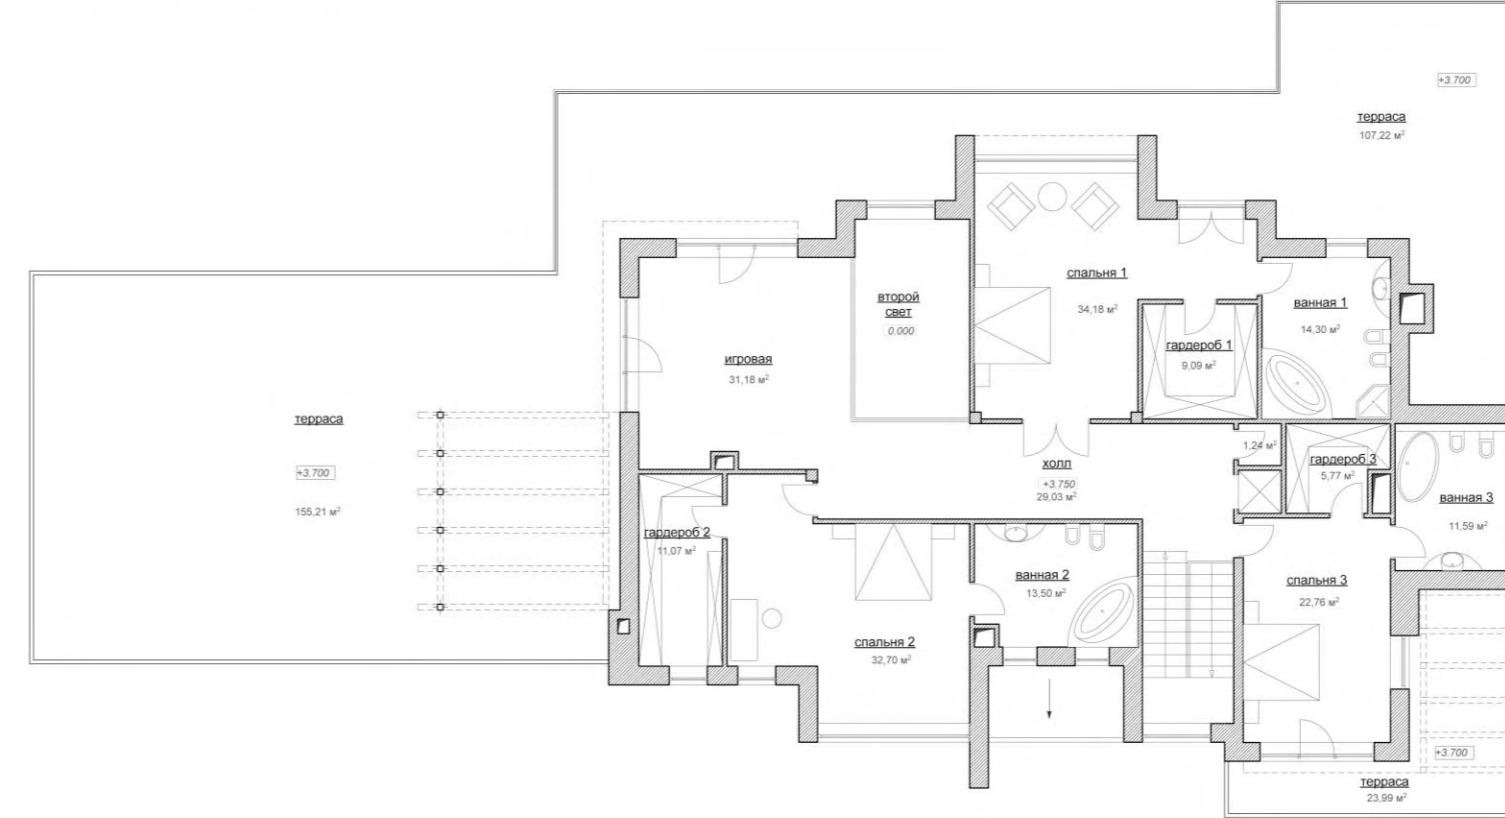 +3.700
терраса
107,22 м²
спальня 1
34,18 м²
второй
свет
0.000
ванная 1
14,30 м²
гардероб 1
9,09 м²
игровая
31,18 м²
терраса
+3.700
155,21 м²
холл
+3.750
29,03 м²
1,24 м²
гардероб 3
5,77 м²
ванная 3
11,59 м²
гардероб 2
11,07 м²
ванная 2
13,50 м²
спальня 3
22,76 м²
спальня 2
32,70 м²
+3.700
терраса
23,99 м²